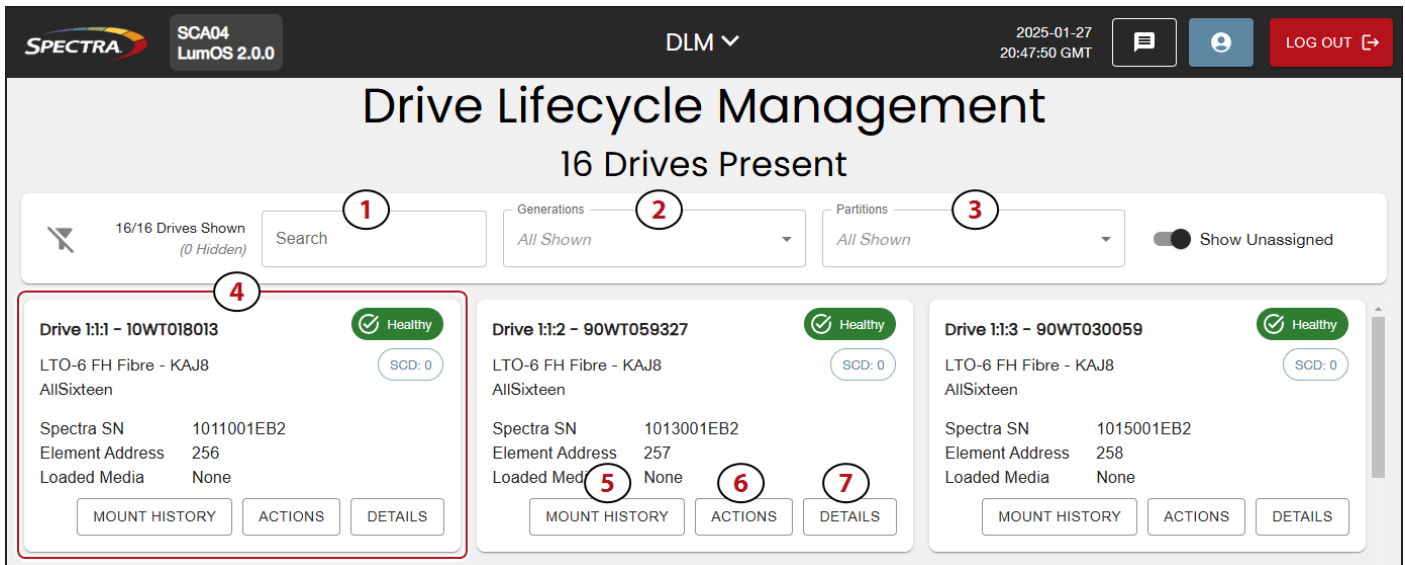 SPECTRA
SCA04
LumOS 2.0.0
DLM
2025-01-27
20:47:50 GMT
LOG OUT
Drive Lifecycle Management
16 Drives Present
16/16 Drives Shown
(0 Hidden)
1
Search
Generations
2
All Shown
Partitions
3
All Shown
Show Unassigned
4
Drive 1:1:1 - 10WT018013
Healthy
LTO-6 FH Fibre - KAJ8
SCD: 0
AllSixteen
Spectra SN 1011001EB2
Element Address 256
Loaded Media None
MOUNT HISTORY ACTIONS DETAILS
Drive 1:1:2 - 90WT059327
Healthy
LTO-6 FH Fibre - KAJ8
SCD: 0
AllSixteen
Spectra SN 1013001EB2
Element Address 257
Loaded Med None
5 6 7
MOUNT HISTORY ACTIONS DETAILS
Drive 1:1:3 - 90WT030059
Healthy
LTO-6 FH Fibre - KAJ8
SCD: 0
AllSixteen
Spectra SN 1015001EB2
Element Address 258
Loaded Media None
MOUNT HISTORY ACTIONS DETAILS